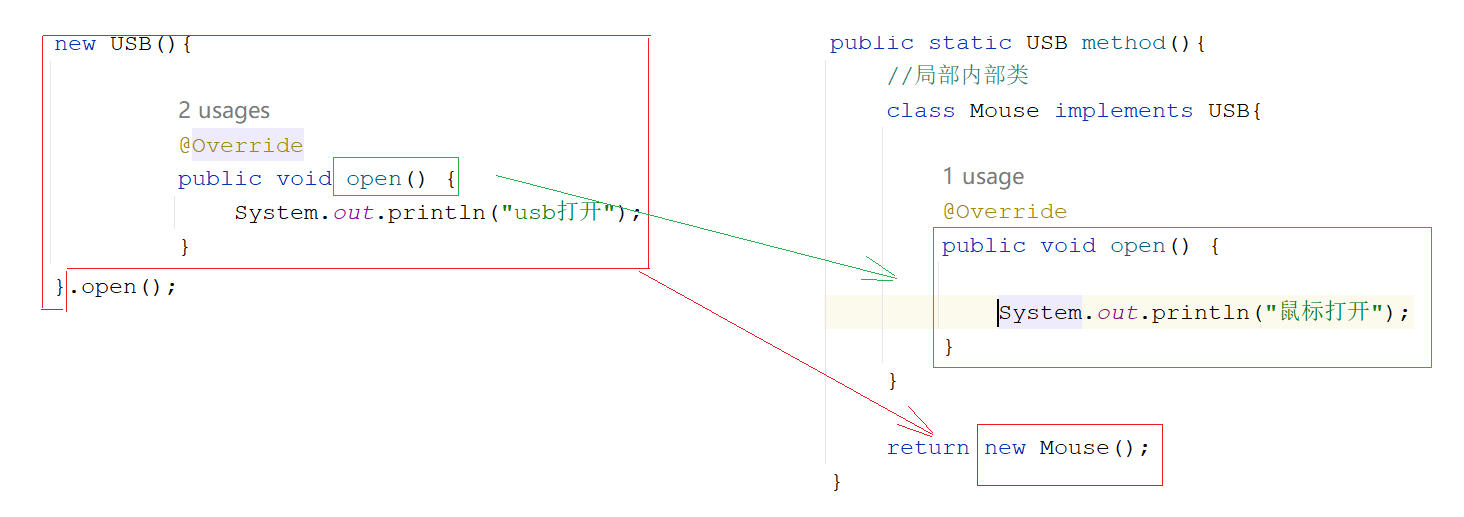 new USB(){
2 usages
@Override
public void open() {
System.out.println("usb打开");
}
}.open();
public static USB method(){
//局部内部类
class Mouse implements USB{
1 usage
@Override
public void open() {
System.out.println("鼠标打开");
}
}
return new Mouse();
}